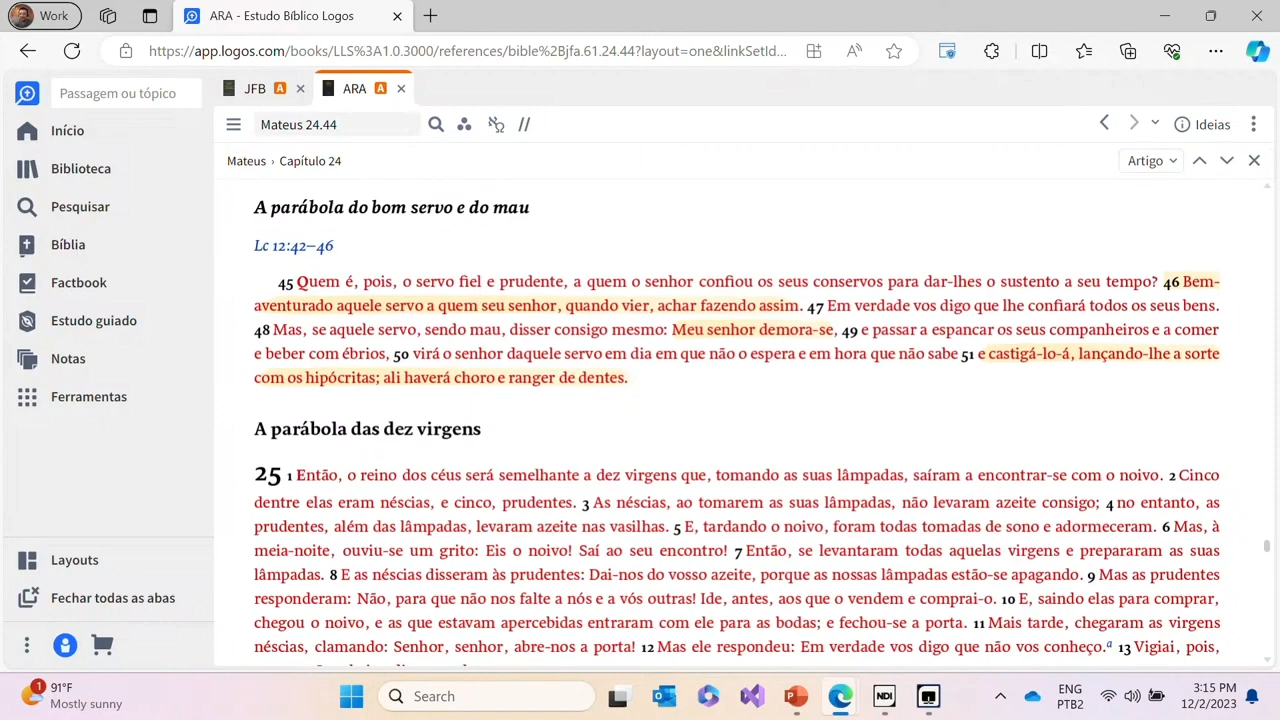 Work
ARA - Estudo Bíblico Logos
https://app.logos.com/books/LLS%3A1.0.3000/references/bible%2Bjfa.61.24.44?layout=one&linkSetId...
Passagem ou tópico
JFB A
ARA A
Início
Mateus 24.44
Ideias
Biblioteca
Mateus › Capítulo 24
Artigo
Pesquisar
Bíblia
Factbook
Estudo guiado
Notas
Ferramentas
Layouts
Fechar todas as abas
A parábola do bom servo e do mau
Lc 12:42–46
45 Quem é, pois, o servo fiel e prudente, a quem o senhor confiou os seus conservos para dar-lhes o sustento a seu tempo? 46 Bem-
aventurado aquele servo a quem seu senhor, quando vier, achar fazendo assim. 47 Em verdade vos digo que lhe confiará todos os seus bens.
48 Mas, se aquele servo, sendo mau, disser consigo mesmo: Meu senhor demora-se, 49 e passar a espancar os seus companheiros e a comer
e beber com ébrios, 50 virá o senhor daquele servo em dia em que não o espera e em hora que não sabe 51 e castigá-lo-á, lançando-lhe a sorte
com os hipócritas; ali haverá choro e ranger de dentes.
A parábola das dez virgens
25 1 Então, o reino dos céus será semelhante a dez virgens que, tomando as suas lâmpadas, saíram a encontrar-se com o noivo. 2 Cinco
dentre elas eram néscias, e cinco, prudentes. 3 As néscias, ao tomarem as suas lâmpadas, não levaram azeite consigo; 4 no entanto, as
prudentes, além das lâmpadas, levaram azeite nas vasilhas. 5 E, tardando o noivo, foram todas tomadas de sono e adormeceram. 6 Mas, à
meia-noite, ouviu-se um grito: Eis o noivo! Saí ao seu encontro! 7 Então, se levantaram todas aquelas virgens e prepararam as suas
lâmpadas. 8 E as néscias disseram às prudentes: Dai-nos do vosso azeite, porque as nossas lâmpadas estão-se apagando. 9 Mas as prudentes
responderam: Não, para que não nos falte a nós e a vós outras! Ide, antes, aos que o vendem e comprai-o. 10 E, saindo elas para comprar,
chegou o noivo, e as que estavam apercebidas entraram com ele para as bodas; e fechou-se a porta. 11 Mais tarde, chegaram as virgens
néscias, clamando: Senhor, senhor, abre-nos a porta! 12 Mas ele respondeu: Em verdade vos digo que não vos conheço.a 13 Vigiai, pois,
1
91°F
Mostly sunny
Search
NDI
ENG
PTB2
3:15 PM
12/2/2023